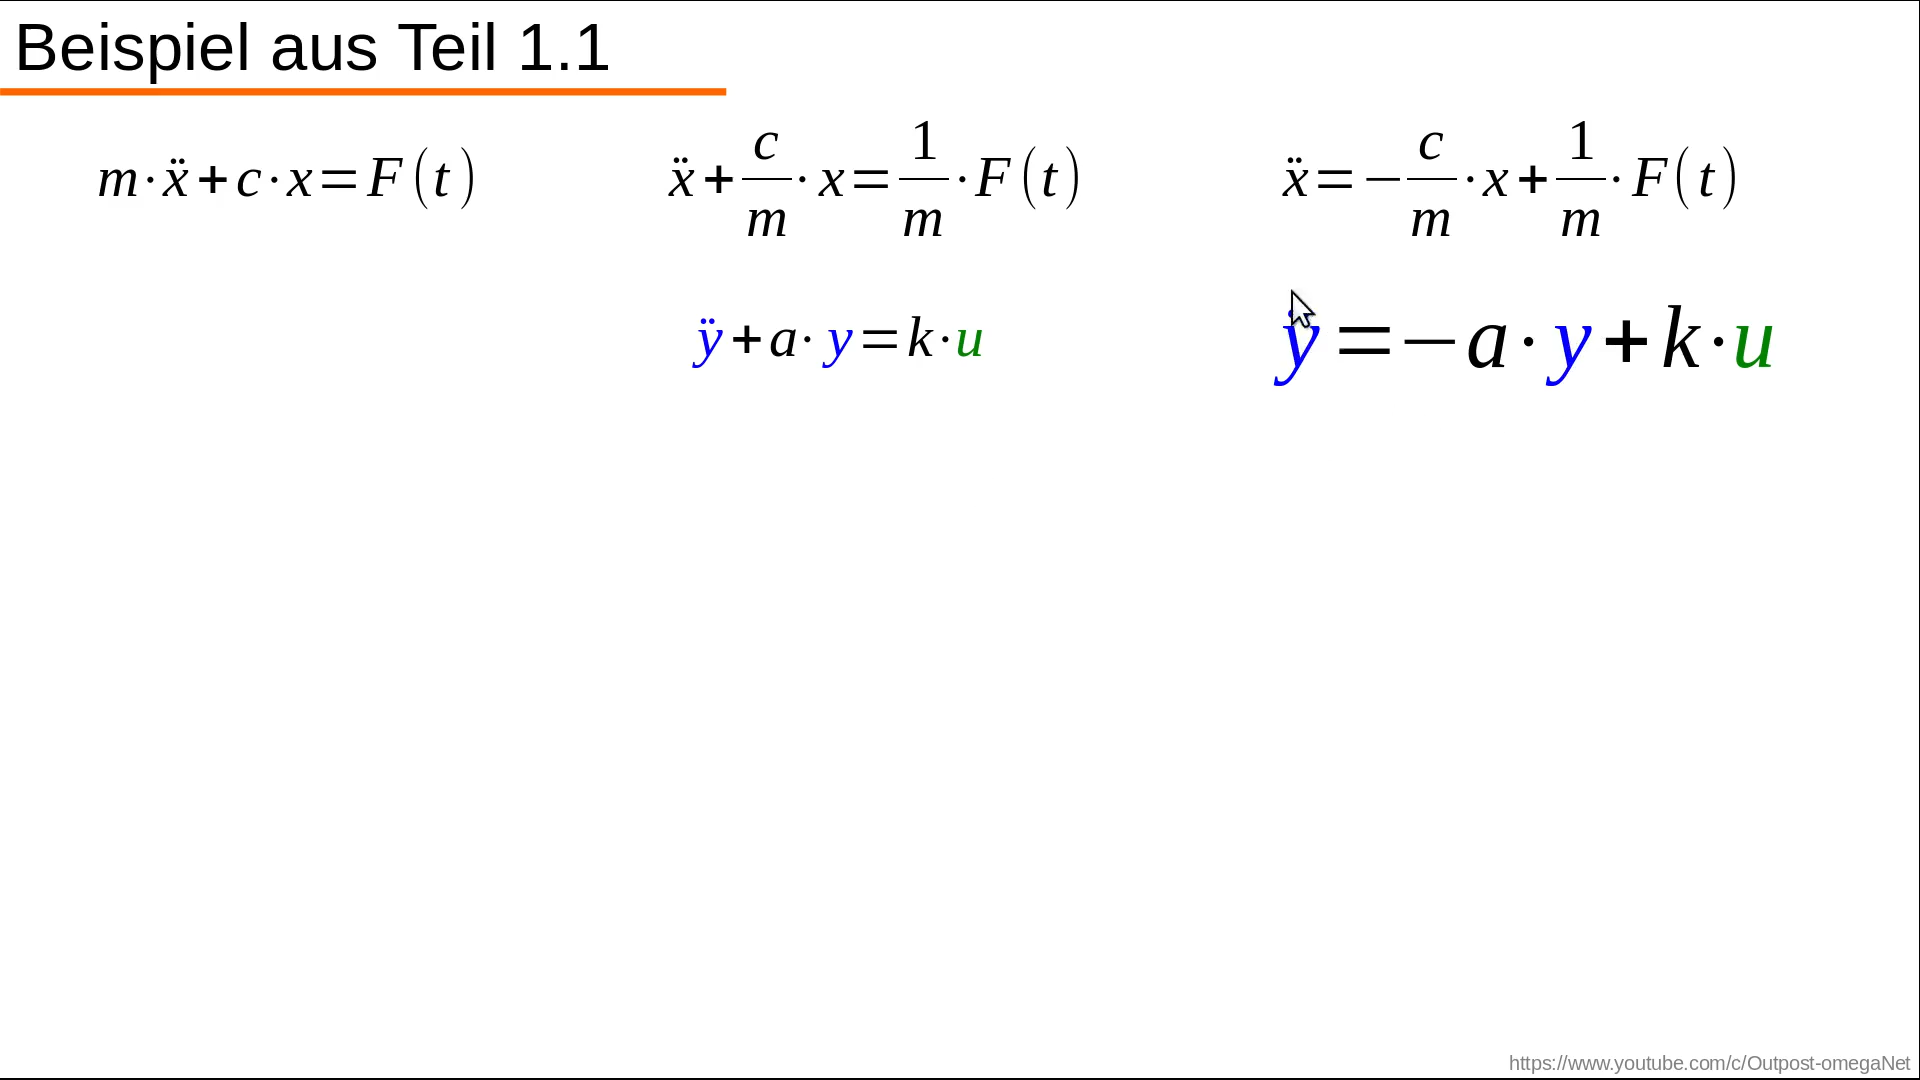 Beispiel aus Teil 1.1
m·ẍ+c·x=F(t)
ẍ+c/m·x=1/m·F(t)
ẍ=−c/m·x+1/m·F(t)
ÿ+a·y=k·u
ÿ=−a·y+k·u
https://www.youtube.com/c/Outpost-omegaNet